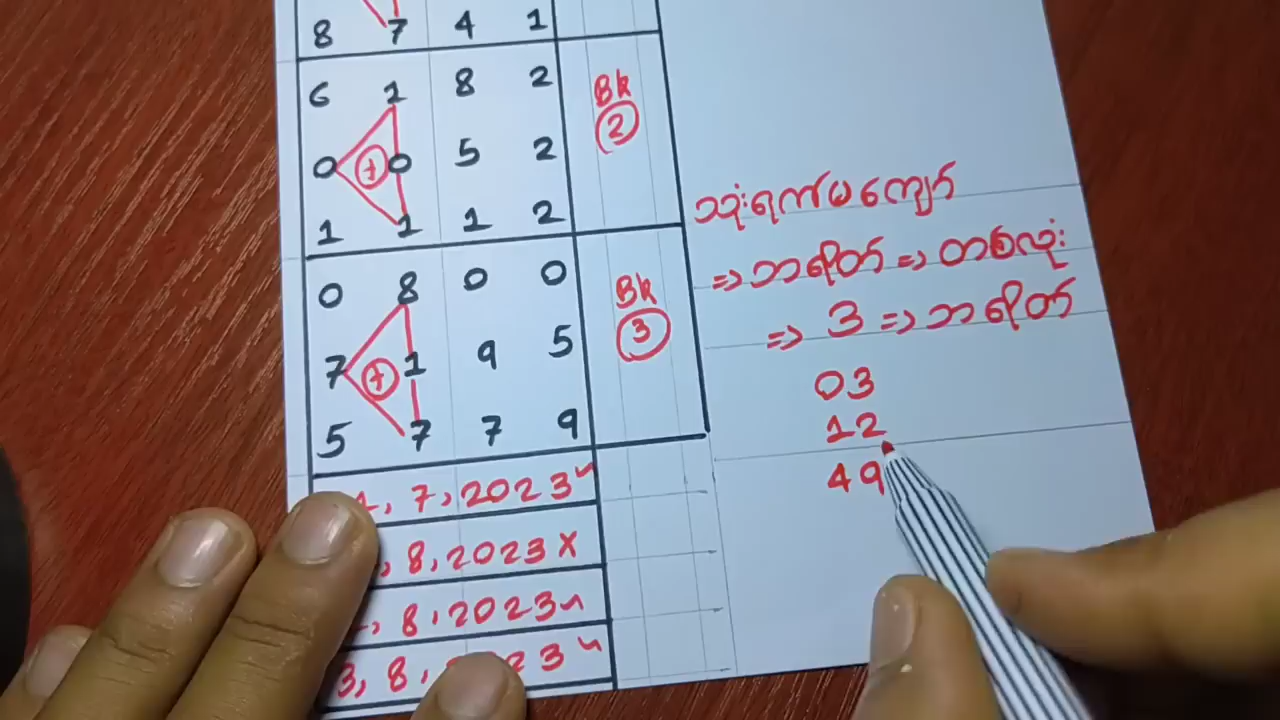 8 7 4 1
6 1 8 2
Bk
2
0 + 0 5 2
1 1 1 2
0 8 0 0
Bk
3
7 + 1 9 5
5 7 7 9
, 7, 2023
, 8, 2023 X
, 8, 2023
3, 8, 23
သုံးရက်မကျော်
=> ဘရိတ် => တစ်လုံး
=> 3 => ဘရိတ်
03
12
49